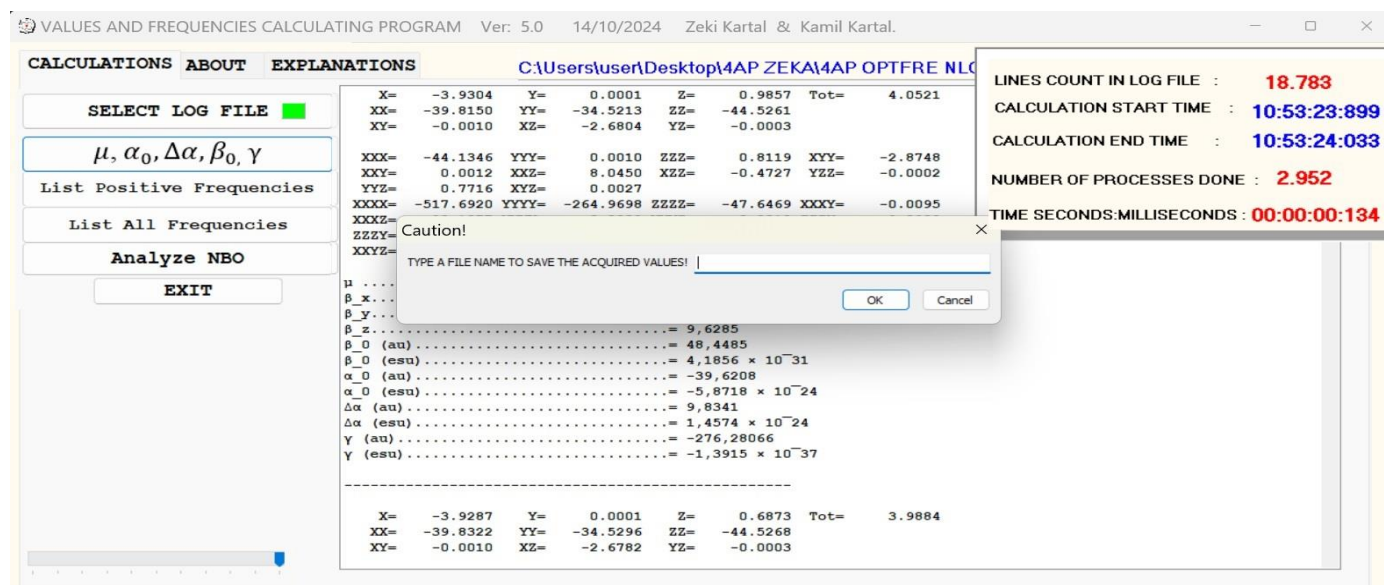 VALUES AND FREQUENCIES CALCULATING PROGRAM Ver: 5.0 14/10/2024 Zeki Kartal & Kamil Kartal.
CALCULATIONS ABOUT EXPLANATIONS
C:\Users\user\Desktop\4AP ZEKA\4AP OPTFRE NLC
SELECT LOG FILE
μ, α₀, Δα, β₀, γ
List Positive Frequencies
List All Frequencies
Analyze NBO
EXIT
LINES COUNT IN LOG FILE : 18.783
CALCULATION START TIME : 10:53:23:899
CALCULATION END TIME : 10:53:24:033
NUMBER OF PROCESSES DONE : 2.952
TIME SECONDS:MILLISECONDS : 00:00:00:134
X= -3.9304 Y= 0.0001 Z= 0.9857 Tot= 4.0521
XX= -39.8150 YY= -34.5213 ZZ= -44.5261
XY= -0.0010 XZ= -2.6804 YZ= -0.0003
XXX= -44.1346 YYY= 0.0010 ZZZ= 0.8119 XYY= -2.8748
XXY= 0.0012 XXZ= 8.0450 XZZ= -0.4727 YZZ= -0.0002
YYZ= 0.7716 XYZ= 0.0027
XXXX= -517.6920 YYYY= -264.9698 ZZZZ= -47.6469 XXXY= -0.0095
XXXZ=
ZZZY=
XXYZ=
Caution!
TYPE A FILE NAME TO SAVE THE ACQUIRED VALUES!
OK Cancel
μ ....
β_x...
β_y...
β_z..................................= 9,6285
β_0 (au).............................= 48,4485
β_0 (esu)............................= 4,1856 × 10‾31
α_0 (au).............................= -39,6208
α_0 (esu)............................= -5,8718 × 10‾24
Δα (au)..............................= 9,8341
Δα (esu).............................= 1,4574 × 10‾24
γ (au)...............................= -276,28066
γ (esu)..............................= -1,3915 × 10‾37
---------------------------------------------------
X= -3.9287 Y= 0.0001 Z= 0.6873 Tot= 3.9884
XX= -39.8322 YY= -34.5296 ZZ= -44.5268
XY= -0.0010 XZ= -2.6782 YZ= -0.0003